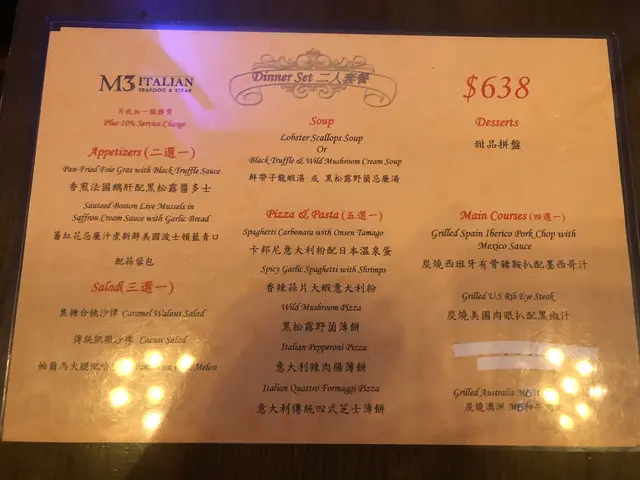 M3 ITALIAN
SEAFOOD & STEAK
Dinner Set 二人套餐
$638
另收加一服務費
Plus 10% Service Charge
Appetizers (二選一)
Pan-Fried Foie Gras with Black Truffle Sauce
香煎法國鵝肝配黑松露醬多士
Sauteed Boston Live Mussels in
Saffron Cream Sauce with Garlic Bread
蕃紅花忌廉汁煮新鮮美國波士頓藍青口
配蒜蓉包
Salad (三選一)
焦糖合桃沙律 Caramel Walnut Salad
傳統凱撒沙律 Caesar Salad
帕爾馬火腿配哈 Melon
Soup
Lobster Scallops Soup
Or
Black Truffle & Wild Mushroom Cream Soup
鮮帶子龍蝦湯 或 黑松露野菌忌廉湯
Pizza & Pasta (五選一)
Spaghetti Carbonara with Onsen Tamago
卡邦尼意大利粉配日本溫泉蛋
Spicy Garlic Spaghetti with Shrimps
香辣蒜片大蝦意大利粉
Wild Mushroom Pizza
黑松露野菌薄餅
Italian Pepperoni Pizza
意大利辣肉腸薄餅
Italian Quattro Formaggi Pizza
意大利傳統四式芝士薄餅
Desserts
甜品拼盤
Main Courses (四選一)
Grilled Spain Iberico Pork Chop with
Mexico Sauce
炭燒西班牙有骨豬鞍扒配墨西哥汁
Grilled U.S Rib Eye Steak
炭燒美國肉眼扒配黑椒汁
Grilled Australia
炭燒澳洲